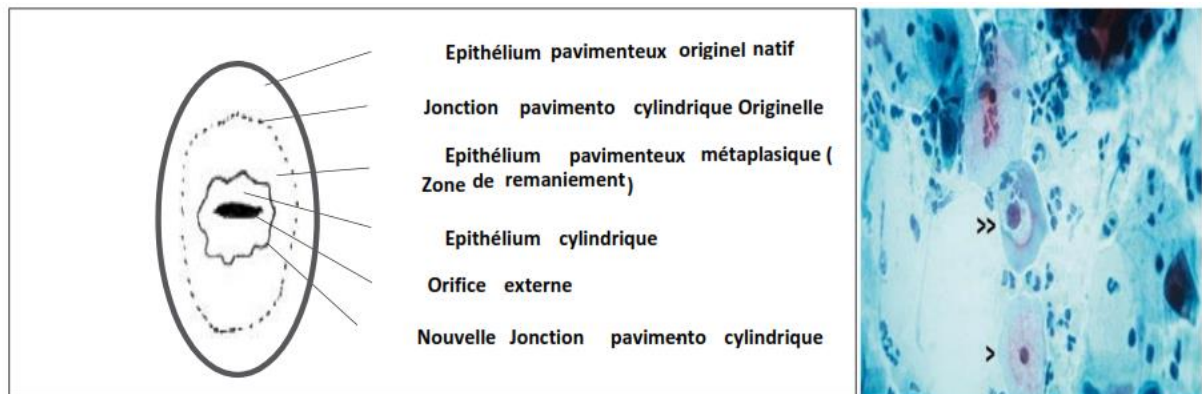 Epithélium pavimenteux originel natif
Jonction pavimento cylindrique Originelle
Epithélium pavimenteux métaplasique (
Zone de remaniement)
Epithélium cylindrique
Orifice externe
Nouvelle Jonction pavimento cylindrique
»
›